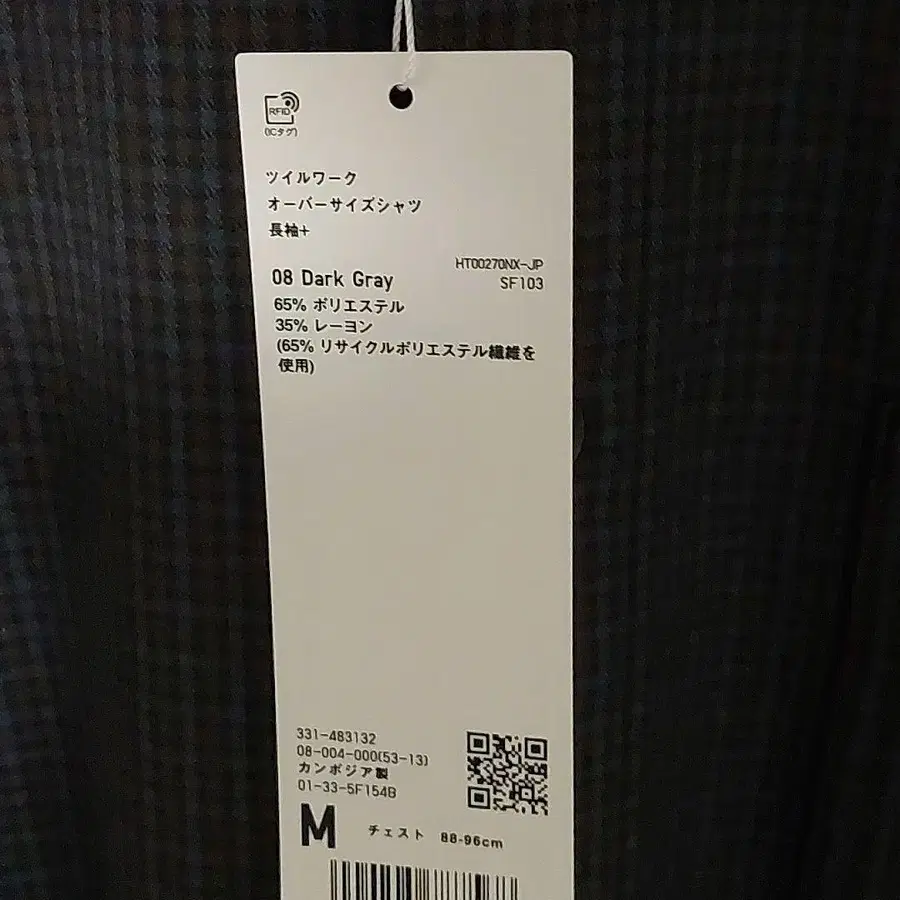 RFID
(ICタグ)
ツイルワーク
オーバーサイズシャツ
長袖+
HT00270NX-JP
08 Dark Gray
SF103
65% ポリエステル
35% レーヨン
(65% リサイクルポリエステル繊維を
使用)
331-483132
08-004-000(53-13)
カンボジア製
01-33-5F154B
M
チェスト 88-96cm